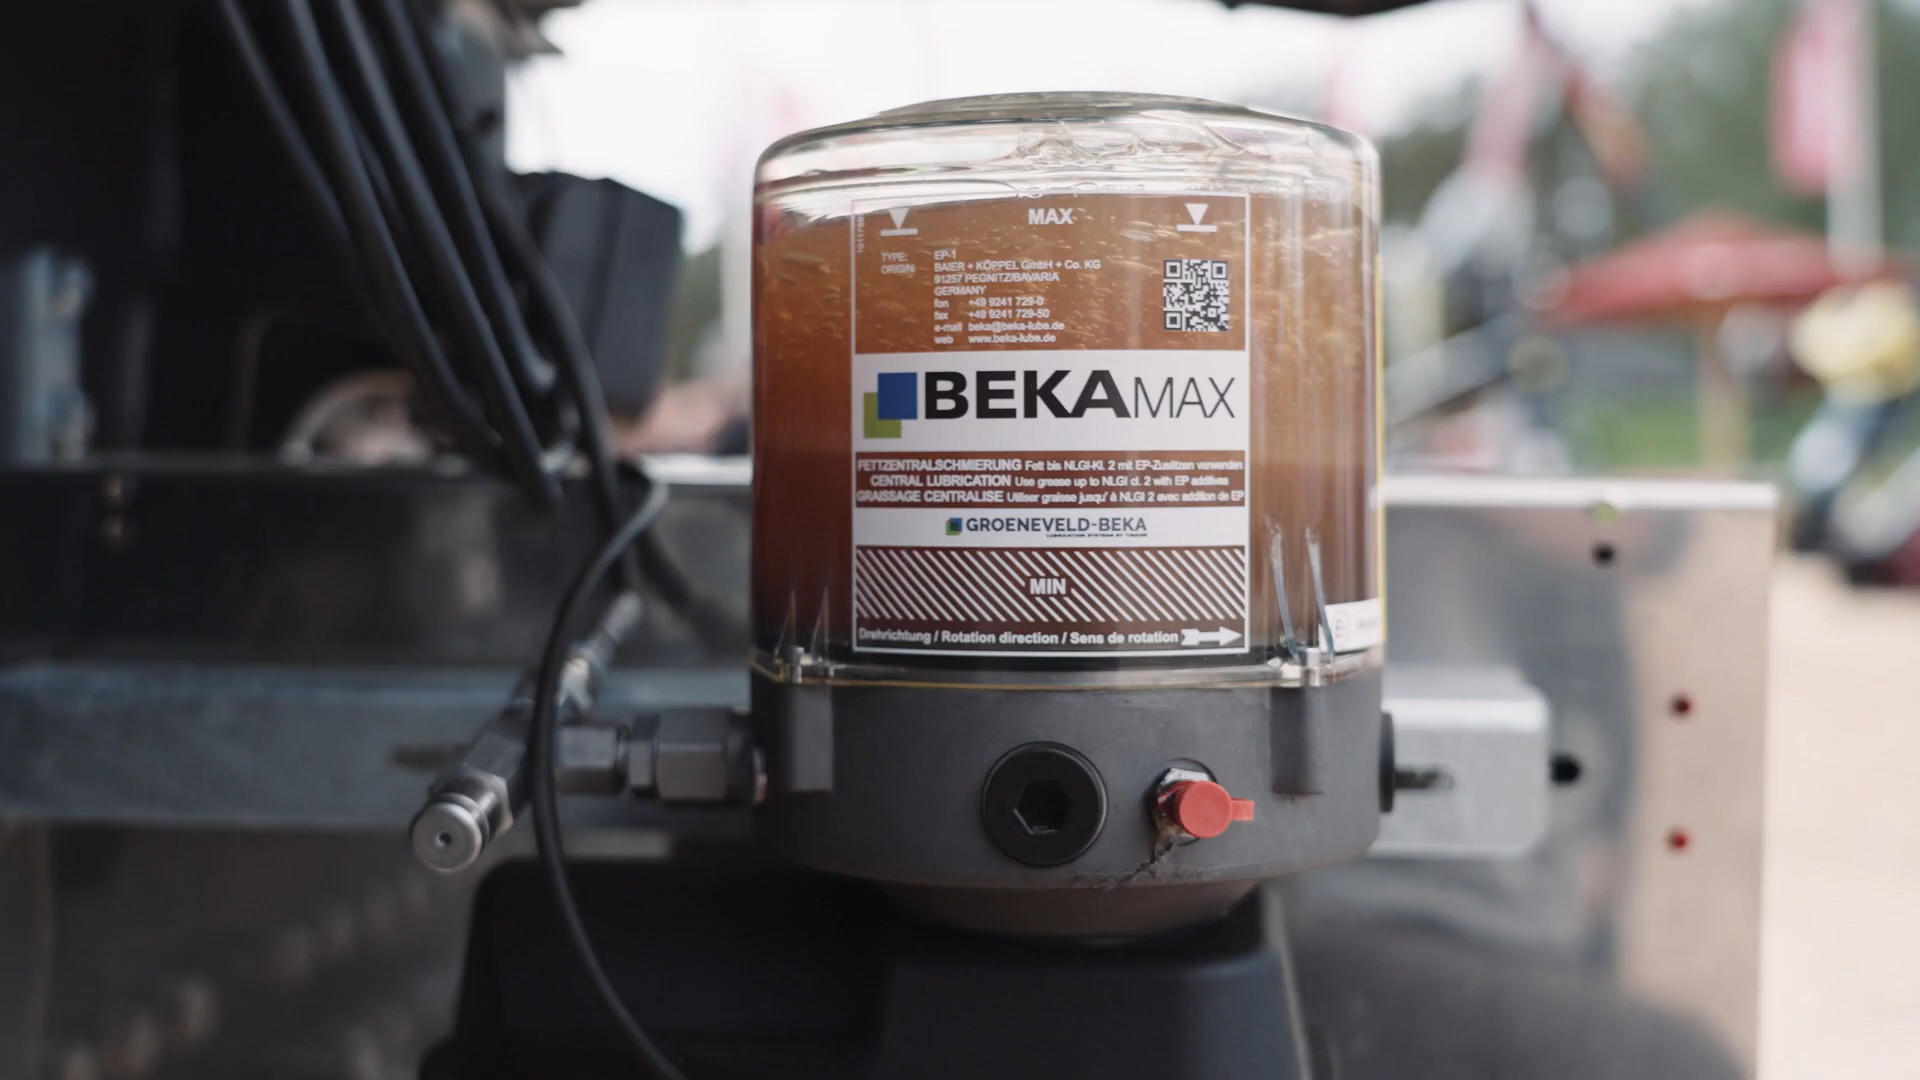 MAX
TYPE: EP-1
ORIGIN: BAIER + KÖPPEL GmbH + Co. KG
91257 PEGNITZ/BAVARIA
GERMANY
fon +49 9241 729-0
fax +49 9241 729-50
e-mail beka@beka-lube.de
web www.beka-lube.de
BEKAMAX
FETTZENTRALSCHMIERUNG Fett bis NLGI-Kl. 2 mit EP-Zusätzen verwenden
CENTRAL LUBRICATION Use grease up to NLGI cl. 2 with EP additives
GRAISSAGE CENTRALISE Utiliser graisse jusqu' à NLGI 2 avec addition de EP
GROENEVELD-BEKA
LUBRICATION SYSTEMS BY TIMKEN
MIN
Drehrichtung / Rotation direction / Sens de rotation